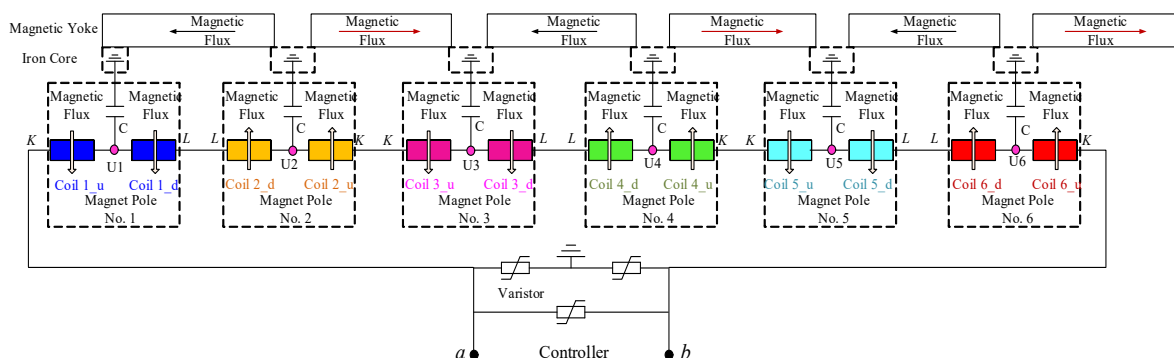 Magnetic Yoke
Magnetic
Flux
Magnetic
Flux
Magnetic
Flux
Magnetic
Flux
Magnetic
Flux
Magnetic
Flux
Iron Core
Magnetic Magnetic
Flux Flux
C
K L
U1
Coil 1_u Coil 1_d
Magnet Pole
No. 1
Magnetic Magnetic
Flux Flux
C
L K
U2
Coil 2_d Coil 2_u
Magnet Pole
No. 2
Magnetic Magnetic
Flux Flux
C
K L
U3
Coil 3_u Coil 3_d
Magnet Pole
No. 3
Magnetic Magnetic
Flux Flux
C
L K
U4
Coil 4_d Coil 4_u
Magnet Pole
No. 4
Magnetic Magnetic
Flux Flux
C
K L
U5
Coil 5_u Coil 5_d
Magnet Pole
No. 5
Magnetic Magnetic
Flux Flux
C
L K
U6
Coil 6_d Coil 6_u
Magnet Pole
No. 6
Varistor
a Controller b